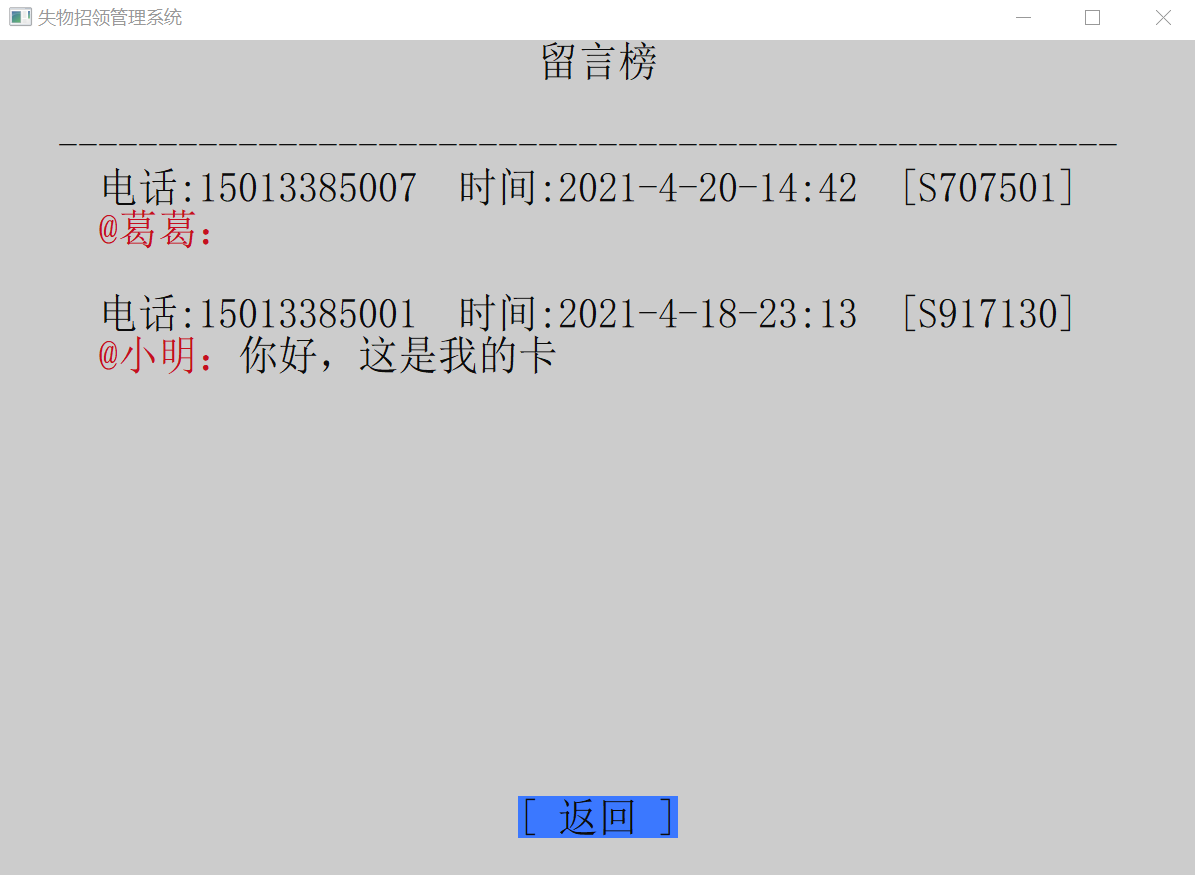 失物招领管理系统
留言榜
-----------------------------------------------------
电话:15013385007 时间:2021-4-20-14:42 [S707501]
@葛葛：
电话:15013385001 时间:2021-4-18-23:13 [S917130]
@小明：你好，这是我的卡
[ 返回 ]